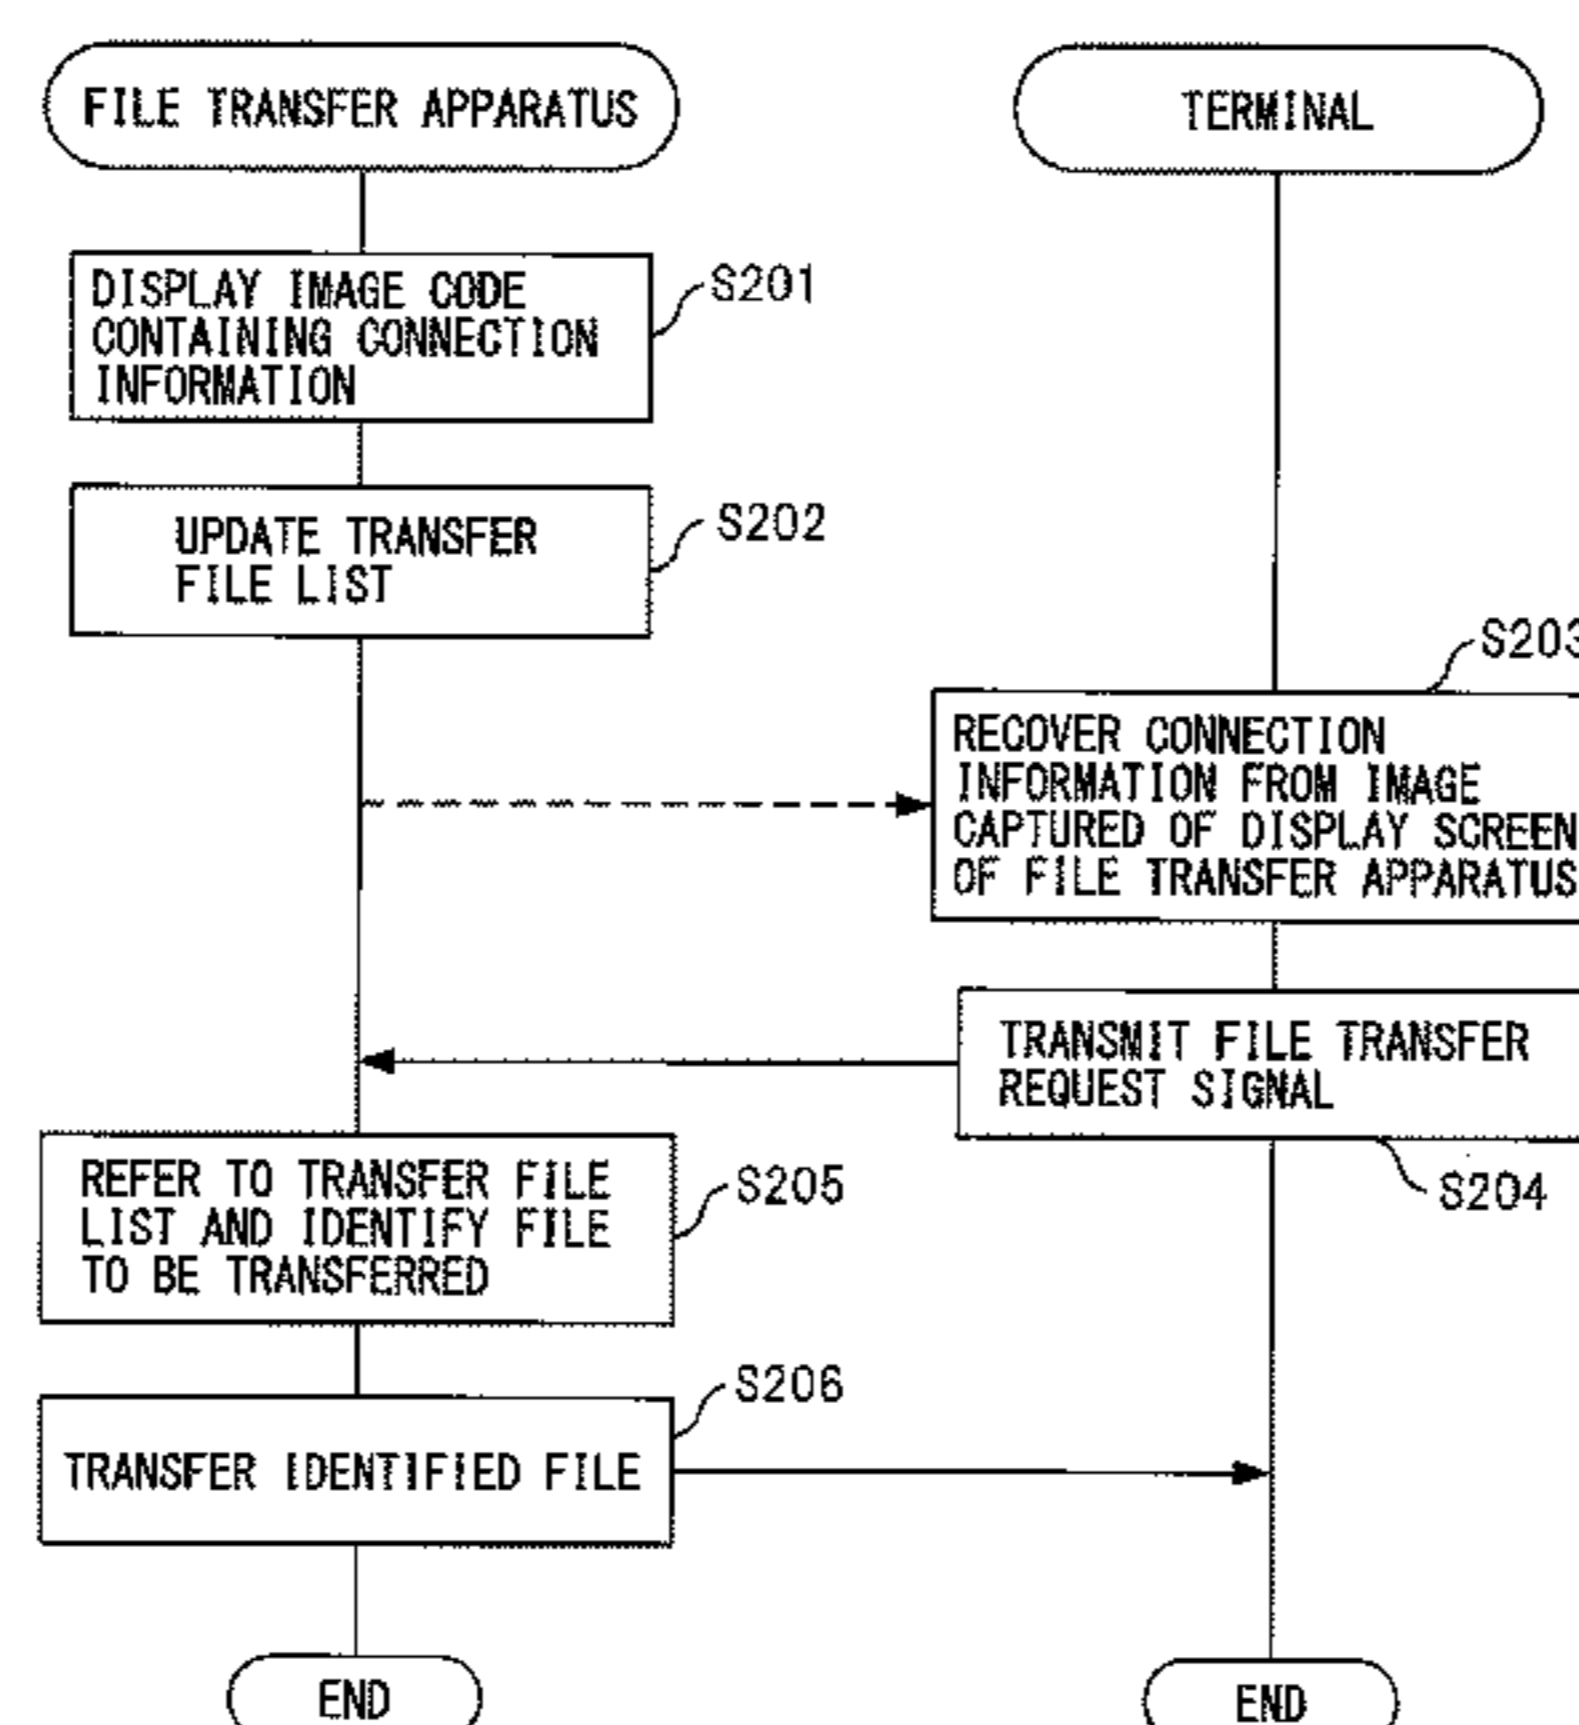 FILE TRANSFER APPARATUS
TERMINAL
DISPLAY IMAGE CODE
CONTAINING CONNECTION
INFORMATION
S201
UPDATE TRANSFER
FILE LIST
S202
S203
RECOVER CONNECTION
INFORMATION FROM IMAGE
CAPTURED OF DISPLAY SCREEN
OF FILE TRANSFER APPARATUS
TRANSMIT FILE TRANSFER
REQUEST SIGNAL
S204
REFER TO TRANSFER FILE
LIST AND IDENTIFY FILE
TO BE TRANSFERRED
S205
TRANSFER IDENTIFIED FILE
S206
END
END